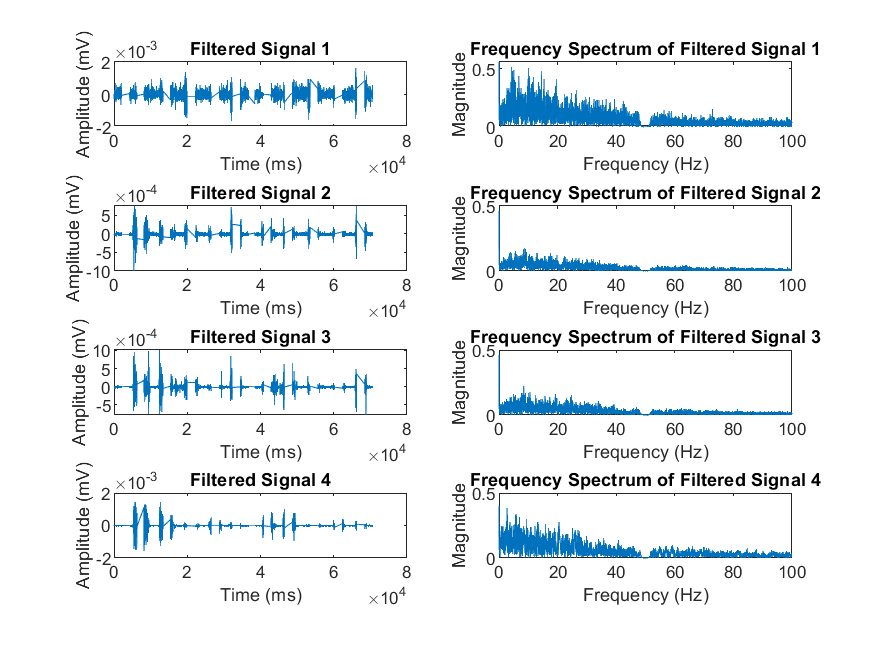 Filtered Signal 1
×10-3
Amplitude (mV)
2
0
-2
0 2 4 6 8
Time (ms)
×104
Frequency Spectrum of Filtered Signal 1
Magnitude
0.5
0
0 20 40 60 80 100
Frequency (Hz)
Filtered Signal 2
×10-4
Amplitude (mV)
5
0
-5
-10
0 2 4 6 8
Time (ms)
×104
Frequency Spectrum of Filtered Signal 2
Magnitude
0.5
0
0 20 40 60 80 100
Frequency (Hz)
Filtered Signal 3
×10-4
Amplitude (mV)
10
5
0
-5
0 2 4 6 8
Time (ms)
×104
Frequency Spectrum of Filtered Signal 3
Magnitude
0.5
0
0 20 40 60 80 100
Frequency (Hz)
Filtered Signal 4
×10-3
Amplitude (mV)
2
0
-2
0 2 4 6 8
Time (ms)
×104
Frequency Spectrum of Filtered Signal 4
Magnitude
0.5
0
0 20 40 60 80 100
Frequency (Hz)